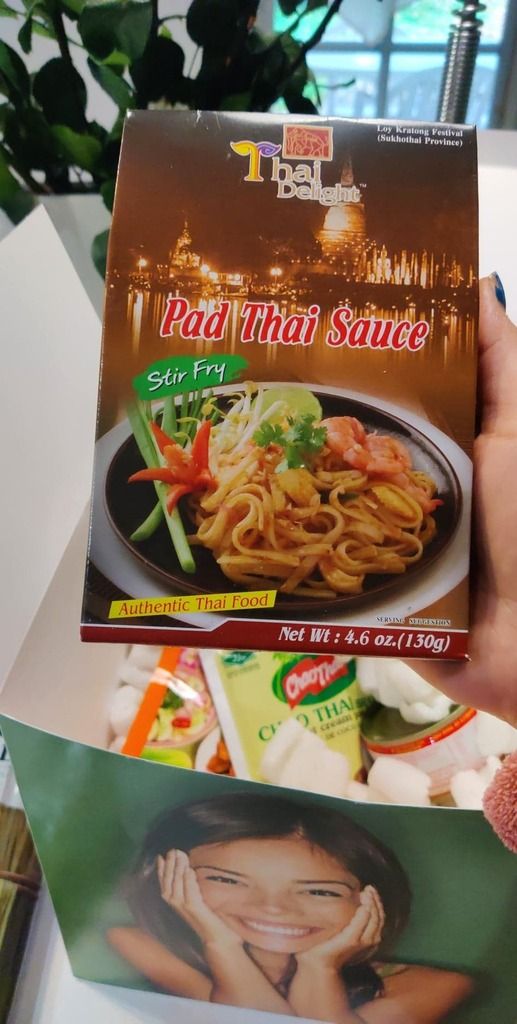 Loy Kratong Festival
(Sukhothai Province)
Thai
Delight™
Pad Thai Sauce
Stir Fry
Authentic Thai Food
SERVING SUGGESTION
Net Wt : 4.6 oz.(130g)
Chao Thai
CHAO THAI